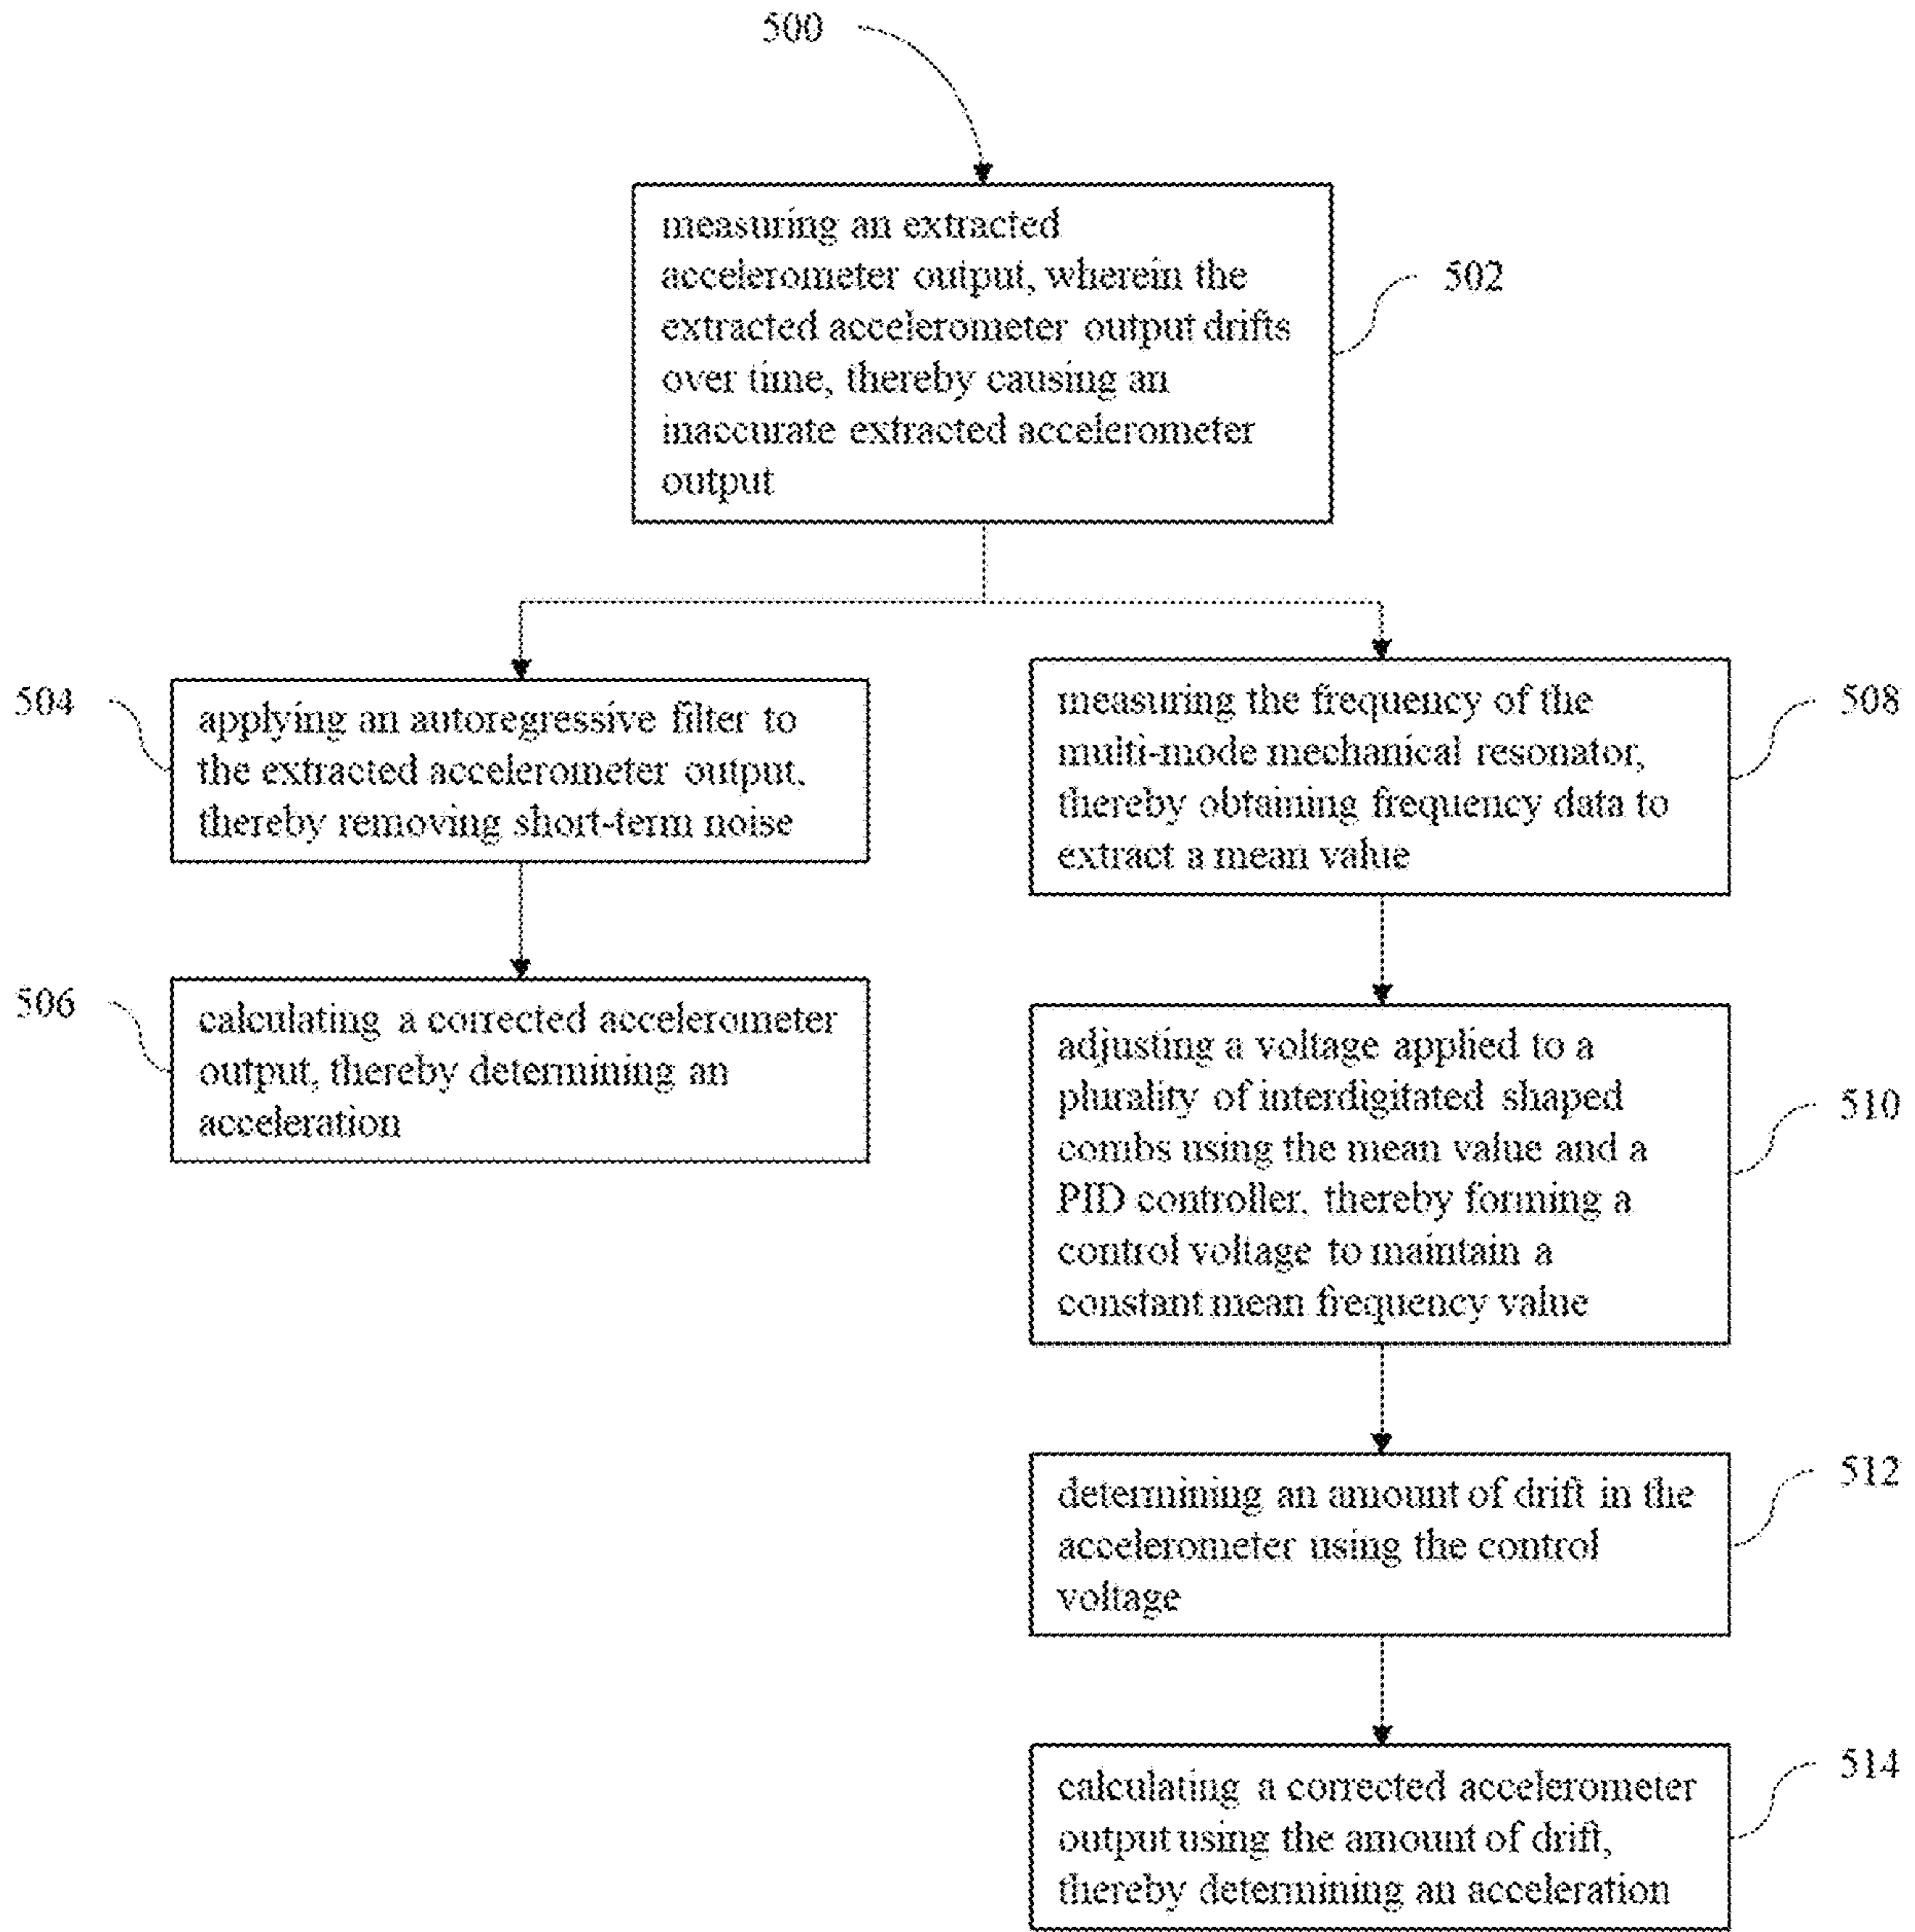 500
measuring an extracted
accelerometer output, wherein the
extracted accelerometer output drifts
over time, thereby causing an
inaccurate extracted accelerometer
output
502
504
applying an autoregressive filter to
the extracted accelerometer output,
thereby removing short-term noise
506
calculating a corrected accelerometer
output, thereby determining an
acceleration
measuring the frequency of the
multi-mode mechanical resonator,
thereby obtaining frequency data to
extract a mean value
508
adjusting a voltage applied to a
plurality of interdigitated shaped
combs using the mean value and a
PID controller, thereby forming a
control voltage to maintain a
constant mean frequency value
510
determining an amount of drift in the
accelerometer using the control
voltage
512
calculating a corrected accelerometer
output using the amount of drift,
thereby determining an acceleration
514